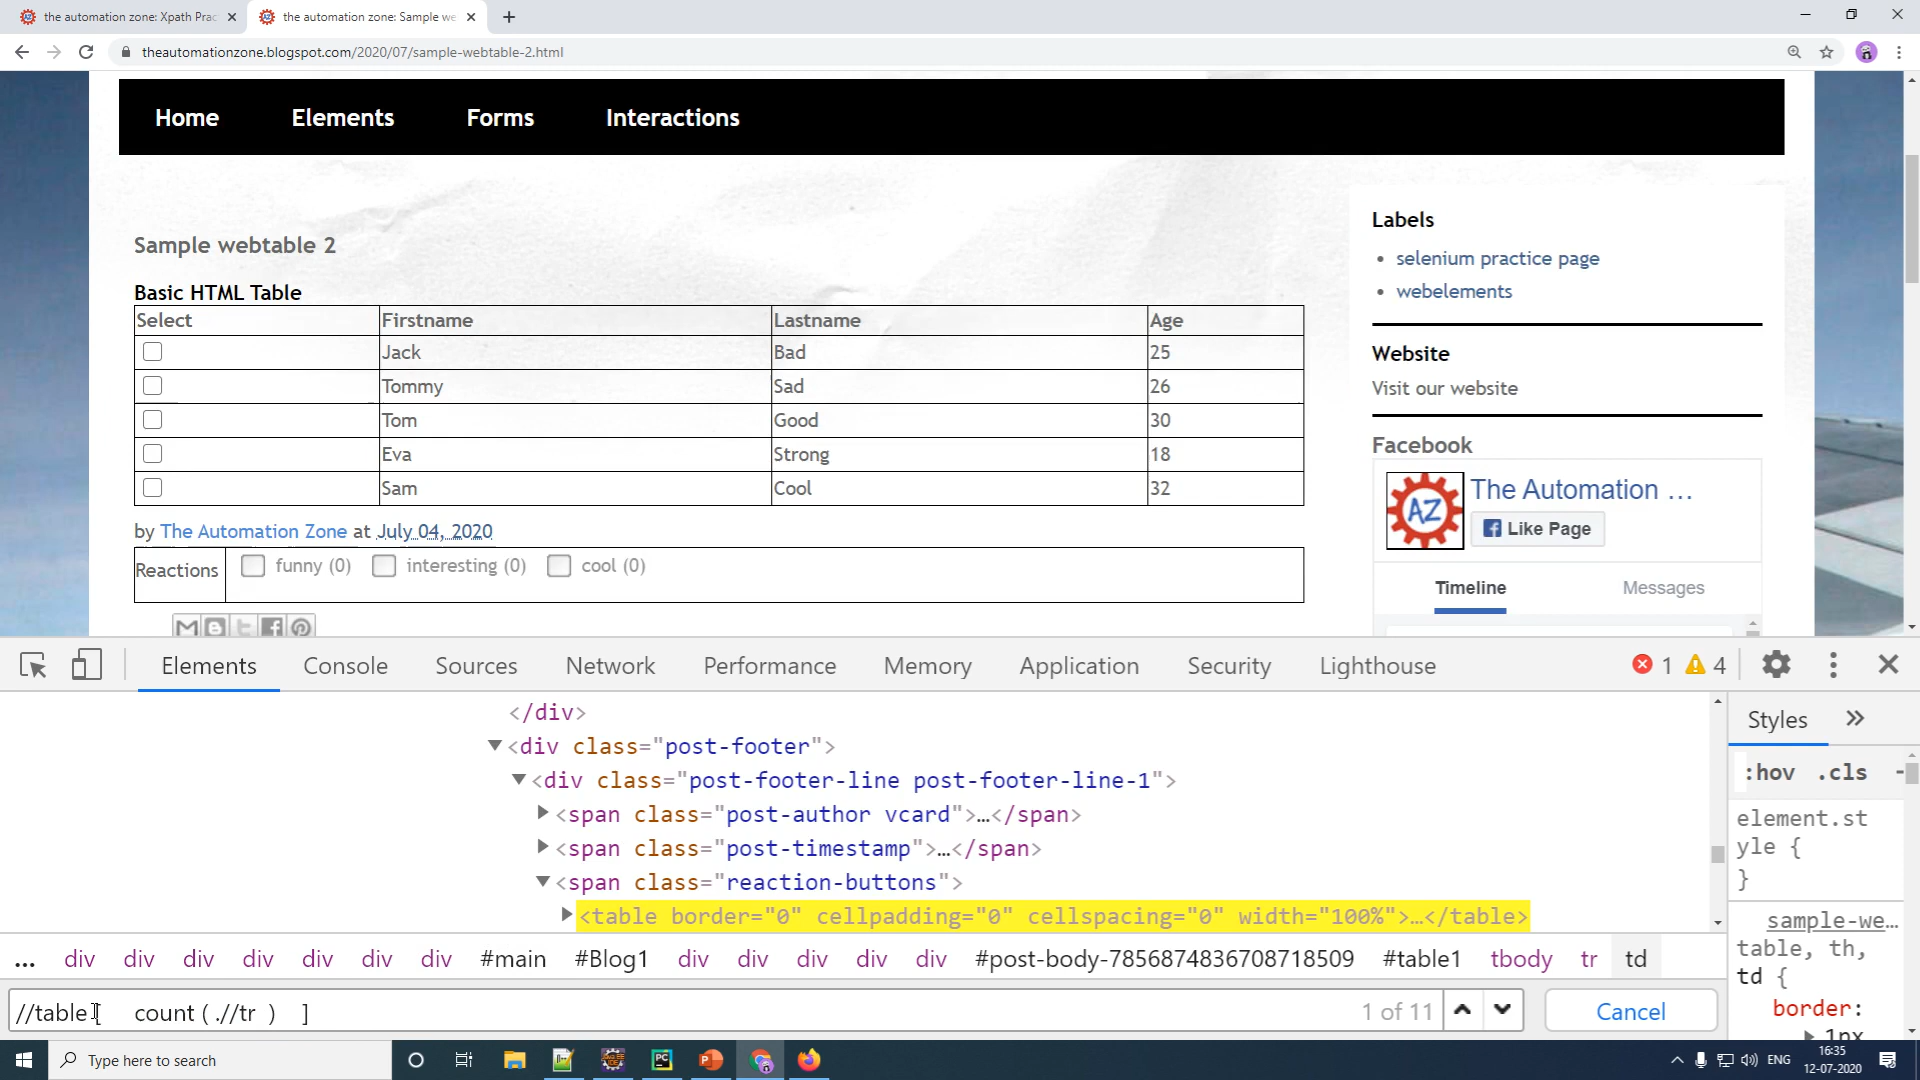 the automation zone: Xpath Prac
the automation zone: Sample we
theautomationzone.blogspot.com/2020/07/sample-webtable-2.html
Home Elements Forms Interactions
Sample webtable 2
Basic HTML Table
Select Firstname Lastname Age
Jack Bad 25
Tommy Sad 26
Tom Good 30
Eva Strong 18
Sam Cool 32
by The Automation Zone at July 04, 2020
Reactions funny (0) interesting (0) cool (0)
Labels
selenium practice page
webelements
Website
Visit our website
Facebook
AZ
The Automation …
Like Page
Timeline Messages
Elements Console Sources Network Performance Memory Application Security Lighthouse 1 4
</div>
<div class="post-footer">
<div class="post-footer-line post-footer-line-1">
<span class="post-author vcard">…</span>
<span class="post-timestamp">…</span>
<span class="reaction-buttons">
<table border="0" cellpadding="0" cellspacing="0" width="100%">…</table>
... div div div div div div div #main #Blog1 div div div div div #post-body-7856874836708718509 #table1 tbody tr td
//table [ count ( .//tr ) ] 1 of 11 Cancel
Styles
:hov .cls
element.st
yle {
}
sample-we…
table, th,
td {
border:
1px
Type here to search
PC
ENG
16:35
12-07-2020